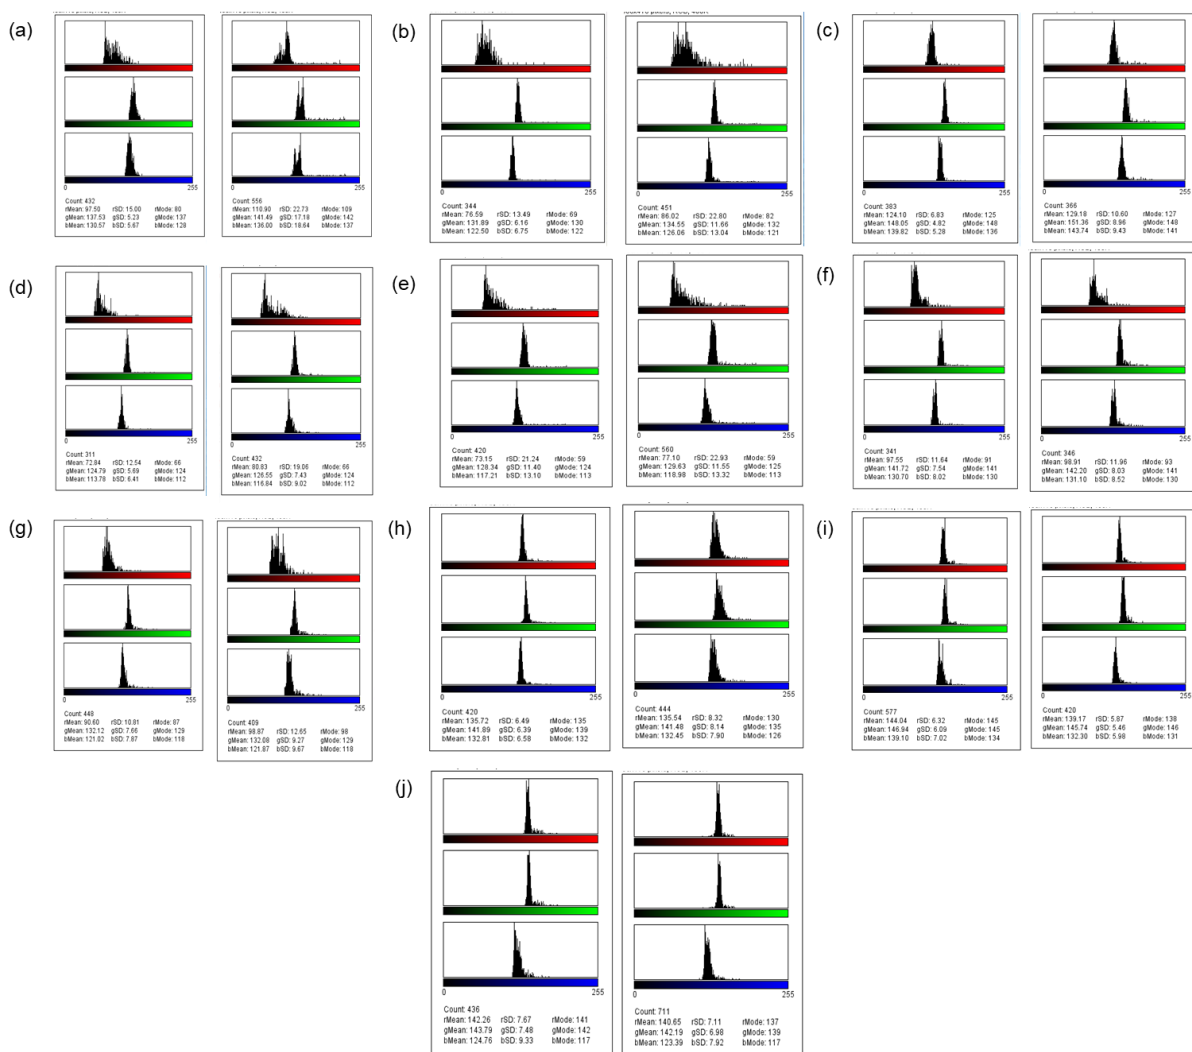 (a)
0 255
Count: 432
rMean: 97.50 rSD: 15.00 rMode: 80
gMean: 137.53 gSD: 5.23 gMode: 137
bMean: 130.57 bSD: 5.67 bMode: 128
0 255
Count: 556
rMean: 110.90 rSD: 22.73 rMode: 109
gMean: 141.49 gSD: 17.18 gMode: 142
bMean: 136.00 bSD: 18.64 bMode: 137
(b)
0 255
Count: 344
rMean: 76.59 rSD: 13.49 rMode: 69
gMean: 131.89 gSD: 6.16 gMode: 130
bMean: 122.50 bSD: 6.75 bMode: 122
0 255
Count: 451
rMean: 86.02 rSD: 22.80 rMode: 82
gMean: 134.55 gSD: 11.66 gMode: 132
bMean: 126.06 bSD: 13.04 bMode: 121
(c)
0 255
Count: 383
rMean: 124.10 rSD: 6.83 rMode: 125
gMean: 148.05 gSD: 4.82 gMode: 148
bMean: 139.82 bSD: 5.28 bMode: 136
0 255
Count: 366
rMean: 129.18 rSD: 10.60 rMode: 127
gMean: 151.36 gSD: 8.96 gMode: 148
bMean: 143.74 bSD: 9.43 bMode: 141
(d)
0 255
Count: 311
rMean: 72.84 rSD: 12.54 rMode: 66
gMean: 124.79 gSD: 5.69 gMode: 124
bMean: 113.78 bSD: 6.41 bMode: 112
0 255
Count: 432
rMean: 80.83 rSD: 19.06 rMode: 66
gMean: 126.55 gSD: 7.43 gMode: 124
bMean: 116.84 bSD: 9.02 bMode: 112
(e)
0 255
Count: 420
rMean: 73.15 rSD: 21.24 rMode: 59
gMean: 128.34 gSD: 11.40 gMode: 124
bMean: 117.21 bSD: 13.10 bMode: 113
0 255
Count: 560
rMean: 77.10 rSD: 22.93 rMode: 59
gMean: 129.63 gSD: 11.55 gMode: 125
bMean: 118.98 bSD: 13.32 bMode: 113
(f)
0 255
Count: 341
rMean: 97.55 rSD: 11.64 rMode: 91
gMean: 141.72 gSD: 7.54 gMode: 141
bMean: 130.70 bSD: 8.02 bMode: 130
0 255
Count: 346
rMean: 98.91 rSD: 11.96 rMode: 93
gMean: 142.20 gSD: 8.03 gMode: 141
bMean: 131.10 bSD: 8.52 bMode: 130
(g)
0 255
Count: 448
rMean: 90.60 rSD: 10.81 rMode: 87
gMean: 132.12 gSD: 7.66 gMode: 129
bMean: 121.02 bSD: 7.87 bMode: 118
0 255
Count: 409
rMean: 98.87 rSD: 12.65 rMode: 98
gMean: 132.08 gSD: 9.27 gMode: 129
bMean: 121.87 bSD: 9.67 bMode: 118
(h)
0 255
Count: 420
rMean: 135.72 rSD: 6.49 rMode: 135
gMean: 141.89 gSD: 6.39 gMode: 139
bMean: 132.81 bSD: 6.58 bMode: 132
0 255
Count: 444
rMean: 135.54 rSD: 8.32 rMode: 130
gMean: 141.48 gSD: 8.14 gMode: 135
bMean: 132.45 bSD: 7.90 bMode: 126
(i)
0 255
Count: 577
rMean: 144.04 rSD: 6.32 rMode: 145
gMean: 146.94 gSD: 6.09 gMode: 145
bMean: 139.10 bSD: 7.02 bMode: 134
0 255
Count: 420
rMean: 139.17 rSD: 5.87 rMode: 138
gMean: 145.74 gSD: 5.46 gMode: 146
bMean: 132.30 bSD: 5.98 bMode: 131
(j)
0 255
Count: 436
rMean: 142.26 rSD: 7.67 rMode: 141
gMean: 143.79 gSD: 7.48 gMode: 142
bMean: 124.76 bSD: 9.33 bMode: 117
0 255
Count: 711
rMean: 140.65 rSD: 7.11 rMode: 137
gMean: 142.19 gSD: 6.98 gMode: 139
bMean: 123.39 bSD: 7.92 bMode: 117